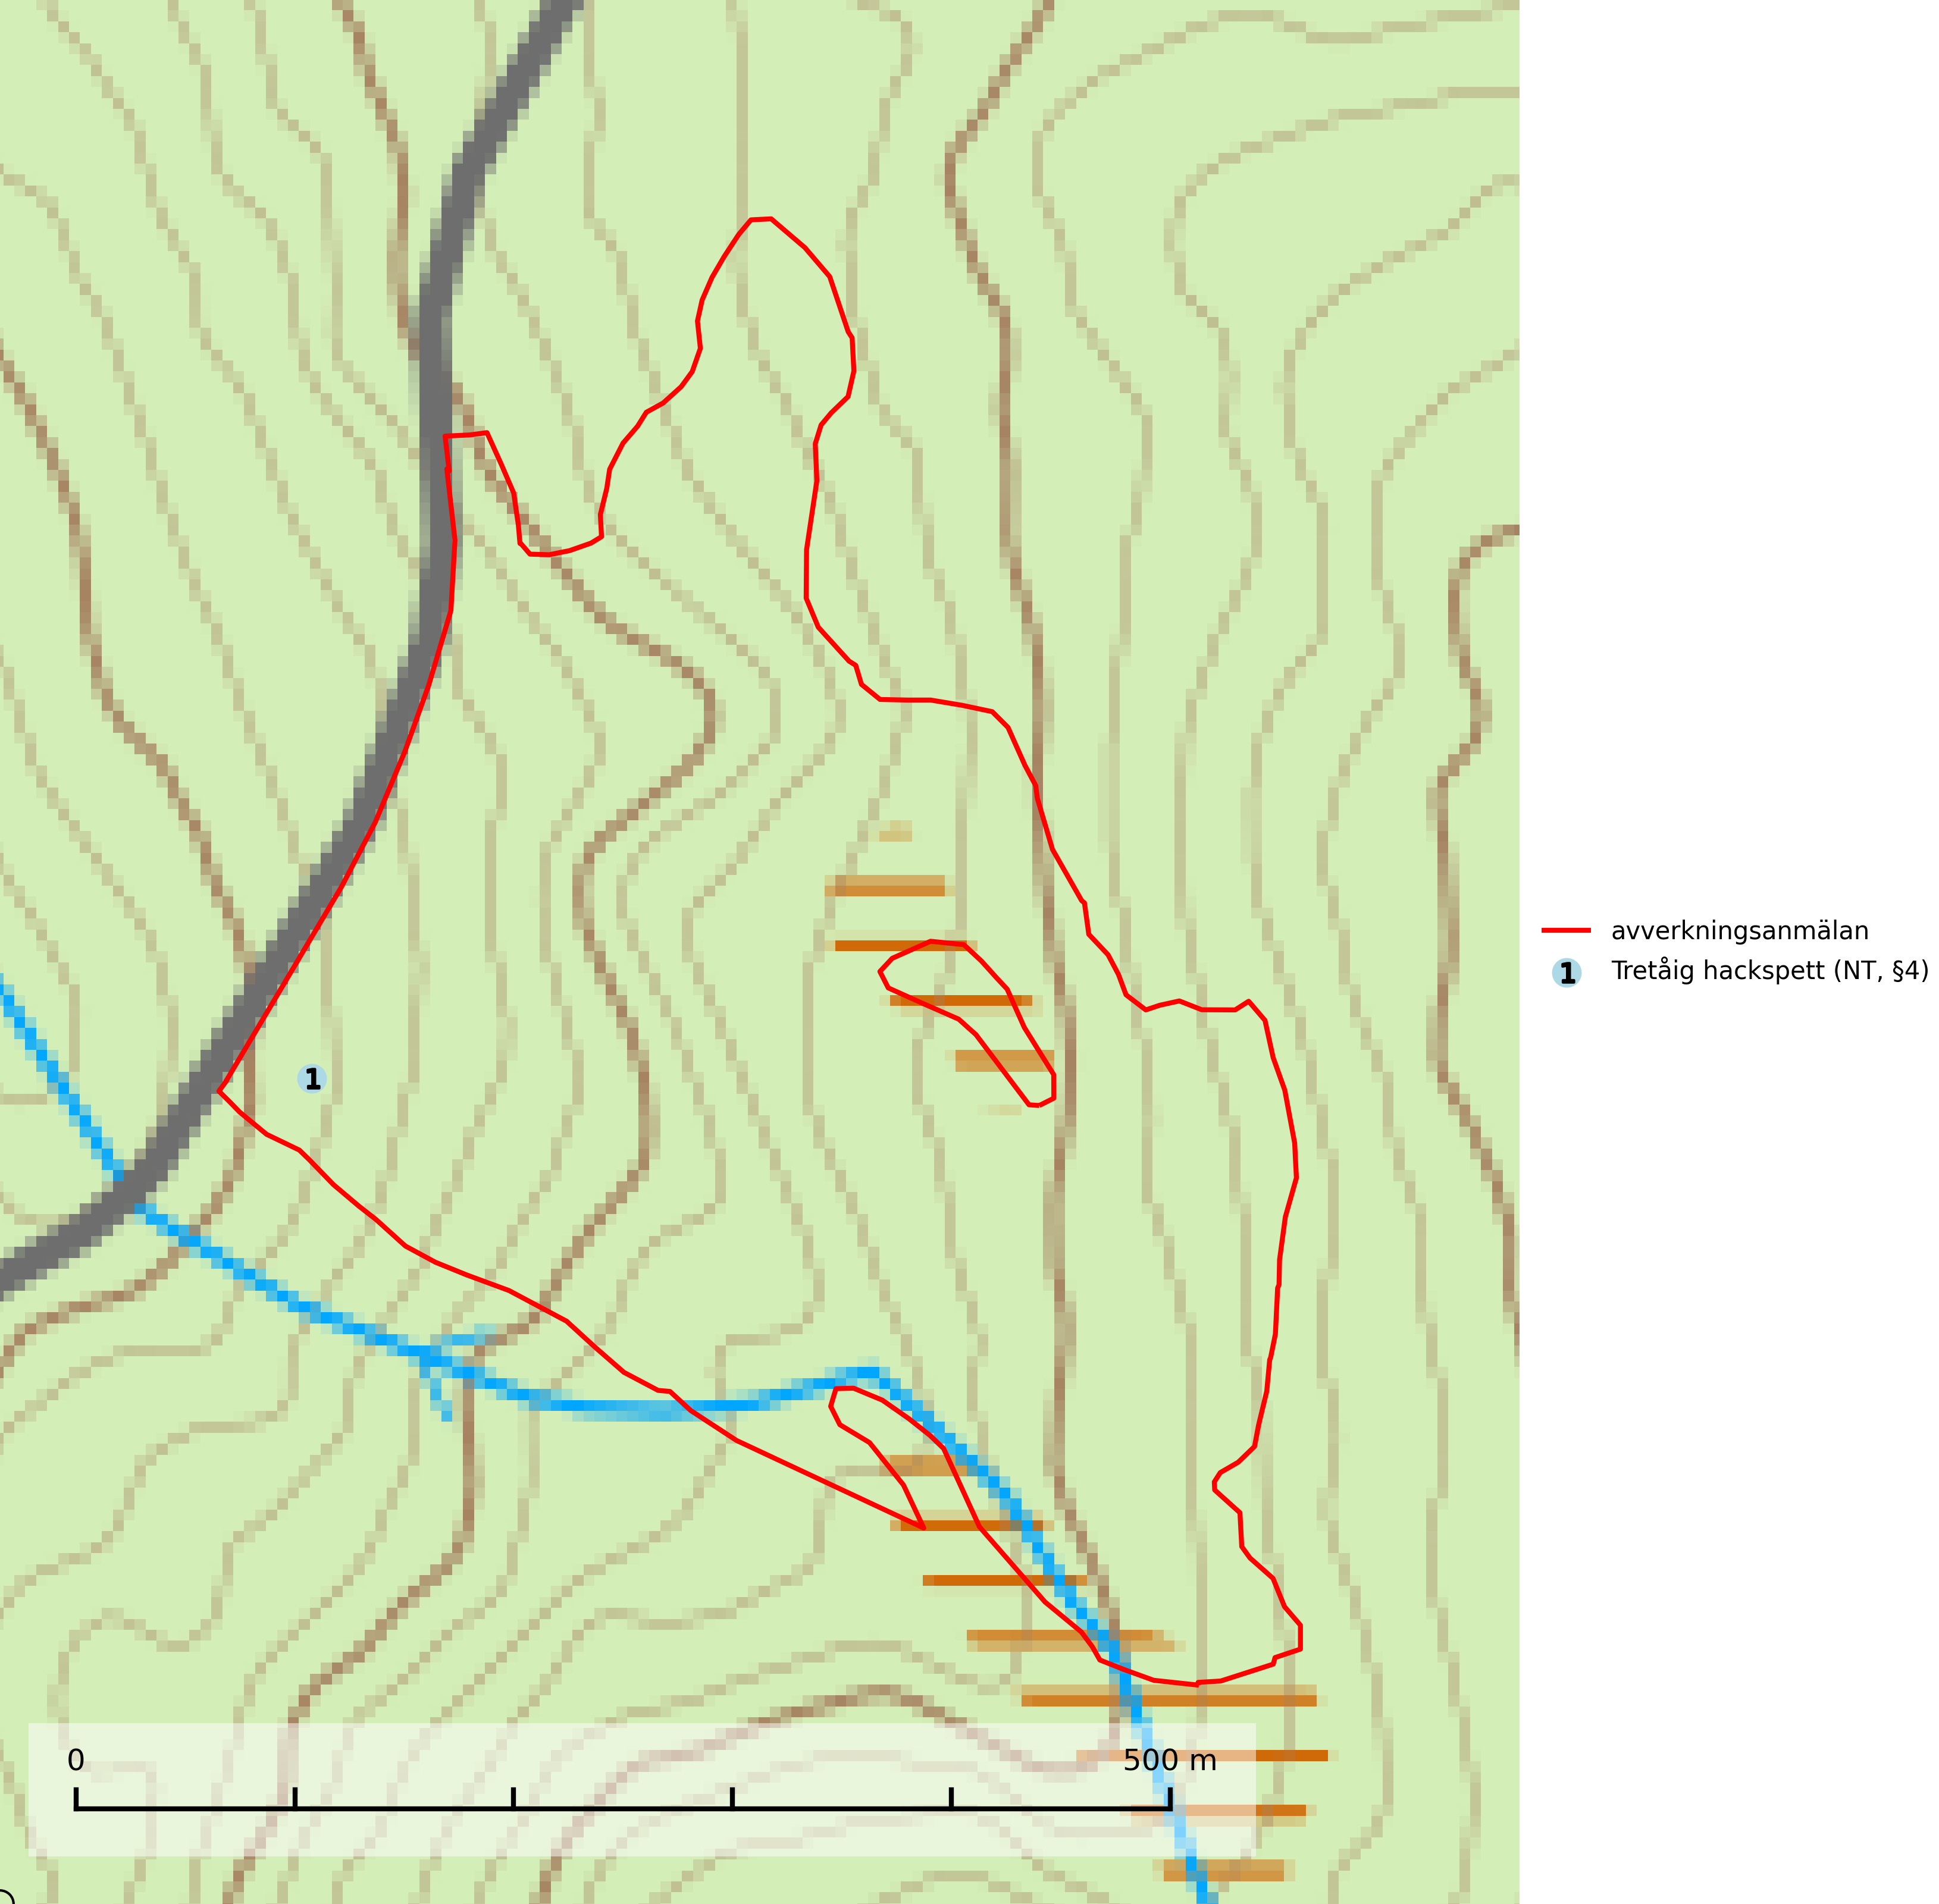 avverkningsanmälan
1 Tretåig hackspett (NT, §4)
1
0 500 m